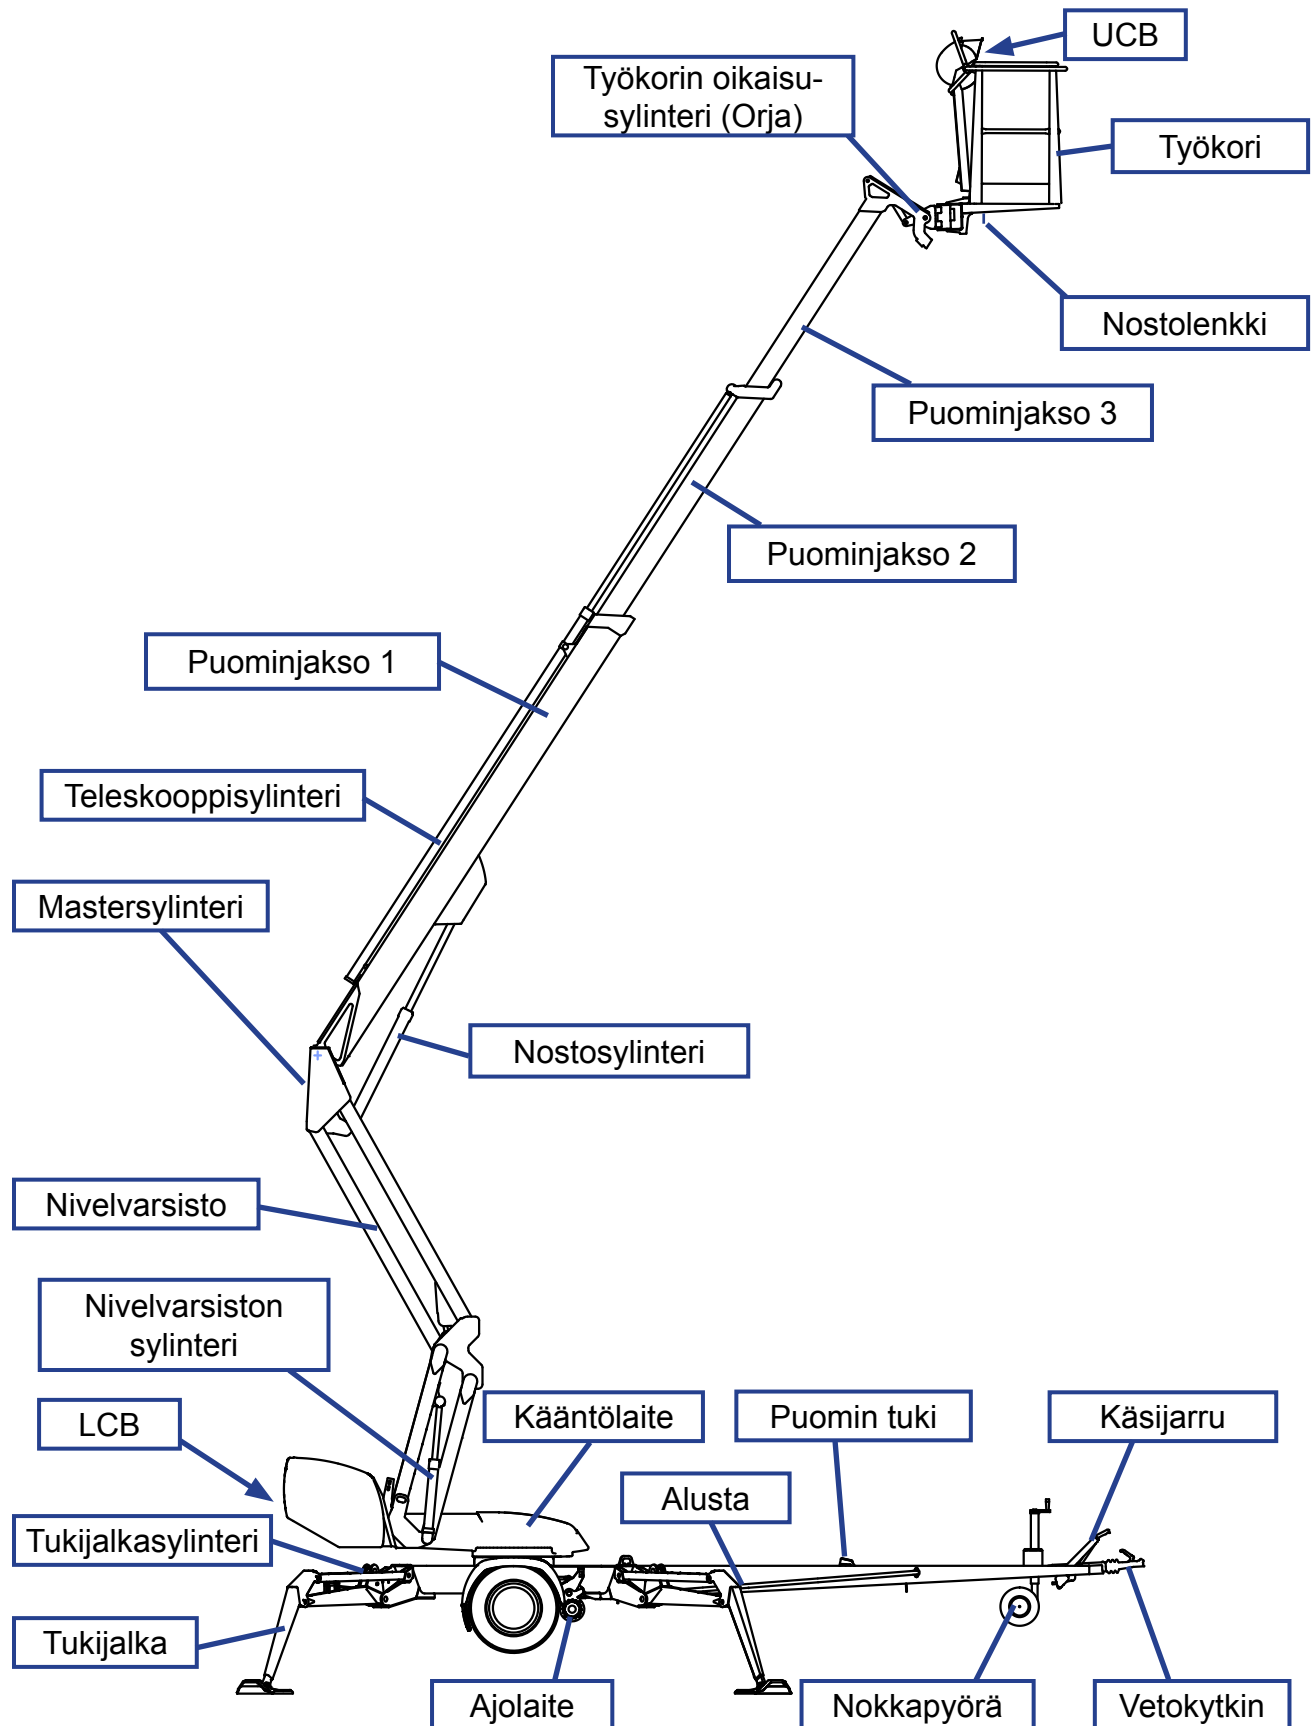 UCB
Työkorin oikaisu-
sylinteri (Orja)
Työkori
Nostolenkki
Puominjakso 3
Puominjakso 2
Puominjakso 1
Teleskooppisylinteri
Mastersylinteri
Nostosylinteri
Nivelvarsisto
Nivelvarsiston
sylinteri
LCB
Kääntölaite
Puomin tuki
Käsijarru
Alusta
Tukijalkasylinteri
Tukijalka
Ajolaite
Nokkapyörä
Vetokytkin